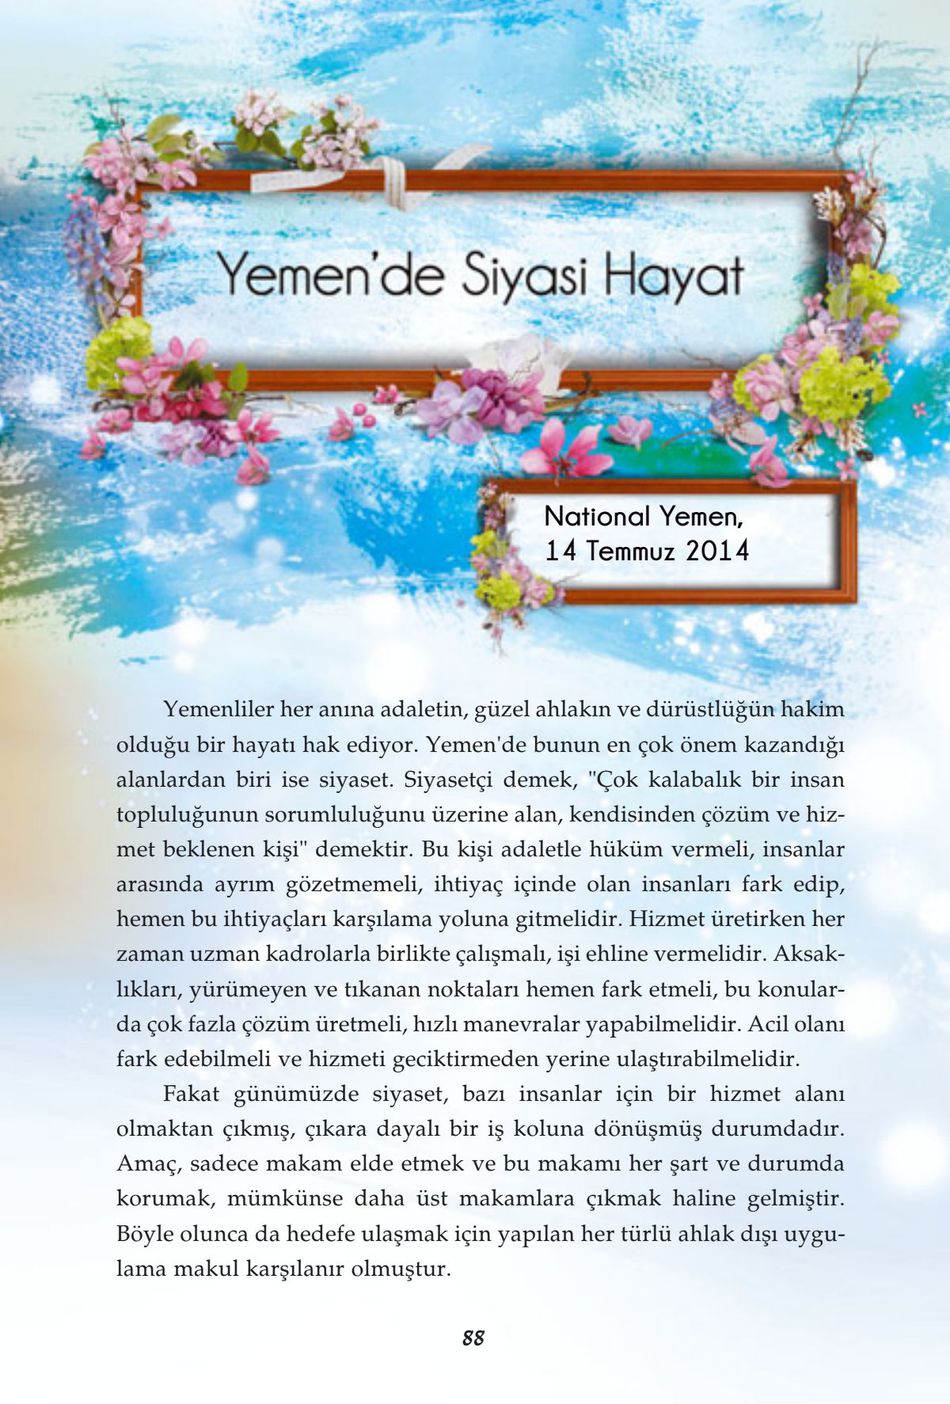 Yemen'de Siyasi Hayat
National Yemen,
14 Temmuz 2014
Yemenliler her anına adaletin, güzel ahlakın ve dürüstlüğün hakim
olduğu bir hayatı hak ediyor. Yemen'de bunun en çok önem kazandığı
alanlardan biri ise siyaset. Siyasetçi demek, "Çok kalabalık bir insan
topluluğunun sorumluluğunu üzerine alan, kendisinden çözüm ve hiz-
met beklenen kişi" demektir. Bu kişi adaletle hüküm vermeli, insanlar
arasında ayrım gözetmemeli, ihtiyaç içinde olan insanları fark edip,
hemen bu ihtiyaçları karşılama yoluna gitmelidir. Hizmet üretirken her
zaman uzman kadrolarla birlikte çalışmalı, işi ehline vermelidir. Aksak-
lıkları, yürümeyen ve tıkanan noktaları hemen fark etmeli, bu konular-
da çok fazla çözüm üretmeli, hızlı manevralar yapabilmelidir. Acil olanı
fark edebilmeli ve hizmeti geciktirmeden yerine ulaştırabilmelidir.
Fakat günümüzde siyaset, bazı insanlar için bir hizmet alanı
olmaktan çıkmış, çıkara dayalı bir iş koluna dönüşmüş durumdadır.
Amaç, sadece makam elde etmek ve bu makamı her şart ve durumda
korumak, mümkünse daha üst makamlara çıkmak haline gelmiştir.
Böyle olunca da hedefe ulaşmak için yapılan her türlü ahlak dışı uygu-
lama makul karşılanır olmuştur.
88